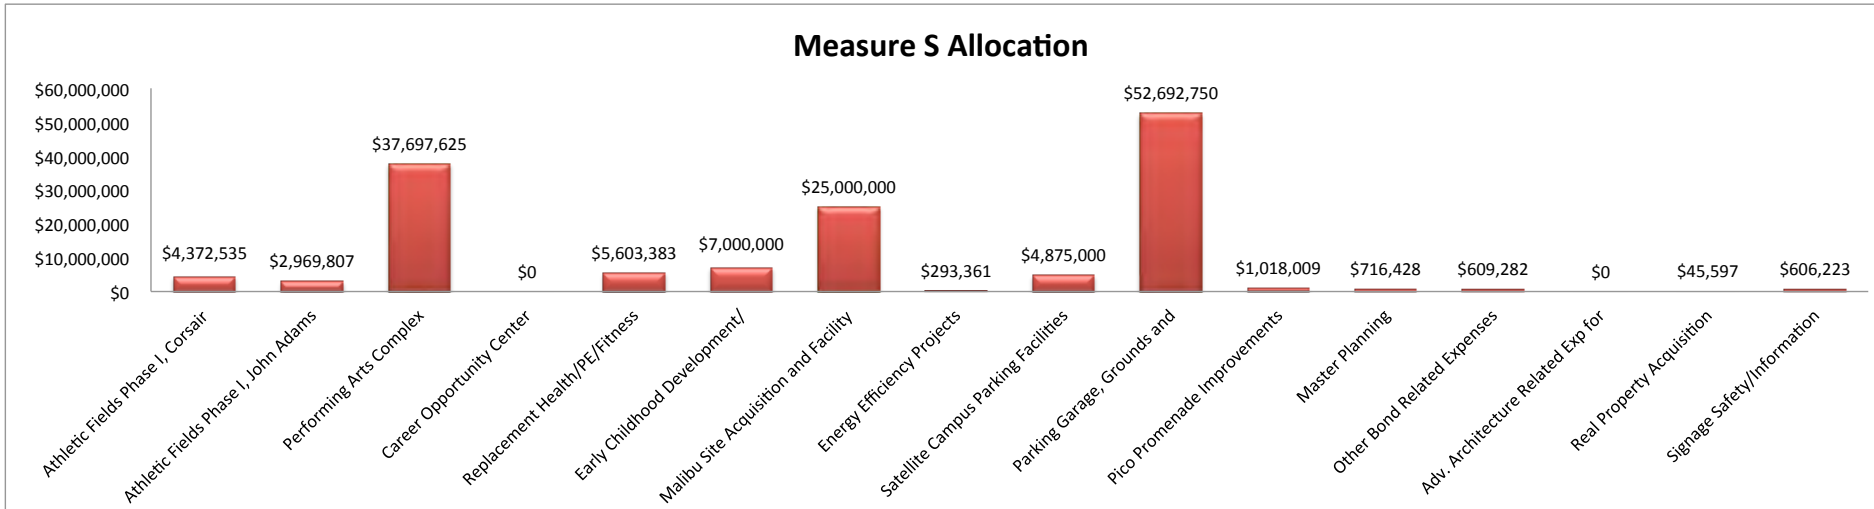 Measure S Allocation
$60,000,000
$50,000,000
$40,000,000
$30,000,000
$20,000,000
$10,000,000
$0
$4,372,535
$2,969,807
$37,697,625
$0
$5,603,383
$7,000,000
$25,000,000
$293,361
$4,875,000
$52,692,750
$1,018,009
$716,428
$609,282
$0
$45,597
$606,223
Athletic Fields Phase I, Corsair
Athletic Fields Phase I, John Adams
Performing Arts Complex
Career Opportunity Center
Replacement Health/PE/Fitness
Early Childhood Development/
Malibu Site Acquisition and Facility
Energy Efficiency Projects
Satellite Campus Parking Facilities
Parking Garage, Grounds and
Pico Promenade Improvements
Master Planning
Other Bond Related Expenses
Adv. Architecture Related Exp for
Real Property Acquisition
Signage Safety/Information